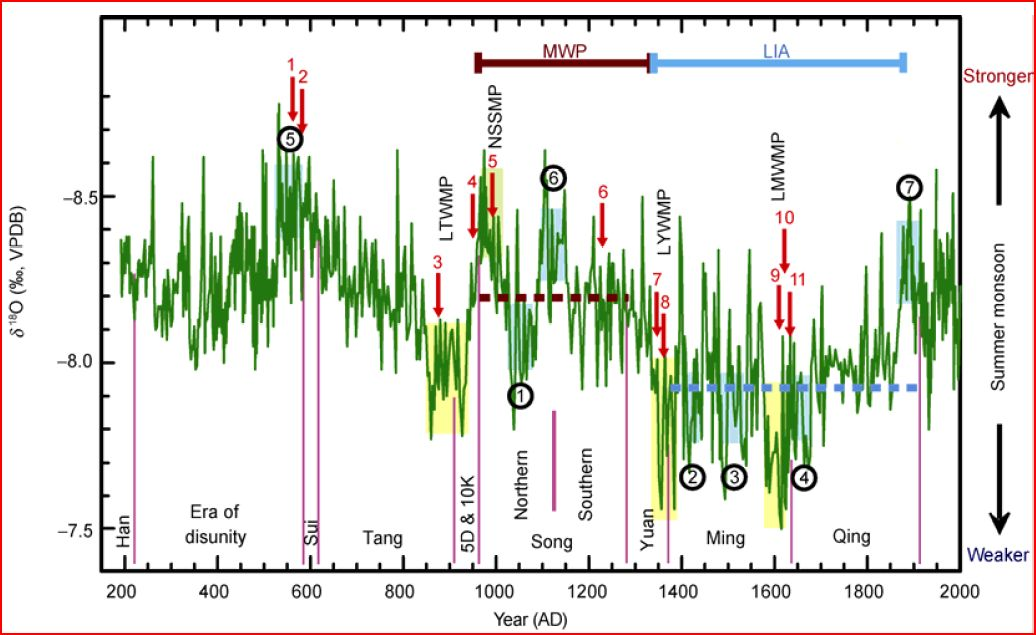 MWP
LIA
Stronger
1
2
NSSMP
5
4
LTWMP
3
5
6
6
LYWMP
7
8
LMWMP
10
9
11
7
−8.5
−8.0
−7.5
δ¹⁸O (‰, VPDB)
Summer monsoon
1
2
3
4
Han
Era of
disunity
Sui
Tang
5D & 10K
Northern
Southern
Song
Yuan
Ming
Qing
Weaker
200
400
600
800
1000
1200
1400
1600
1800
2000
Year (AD)